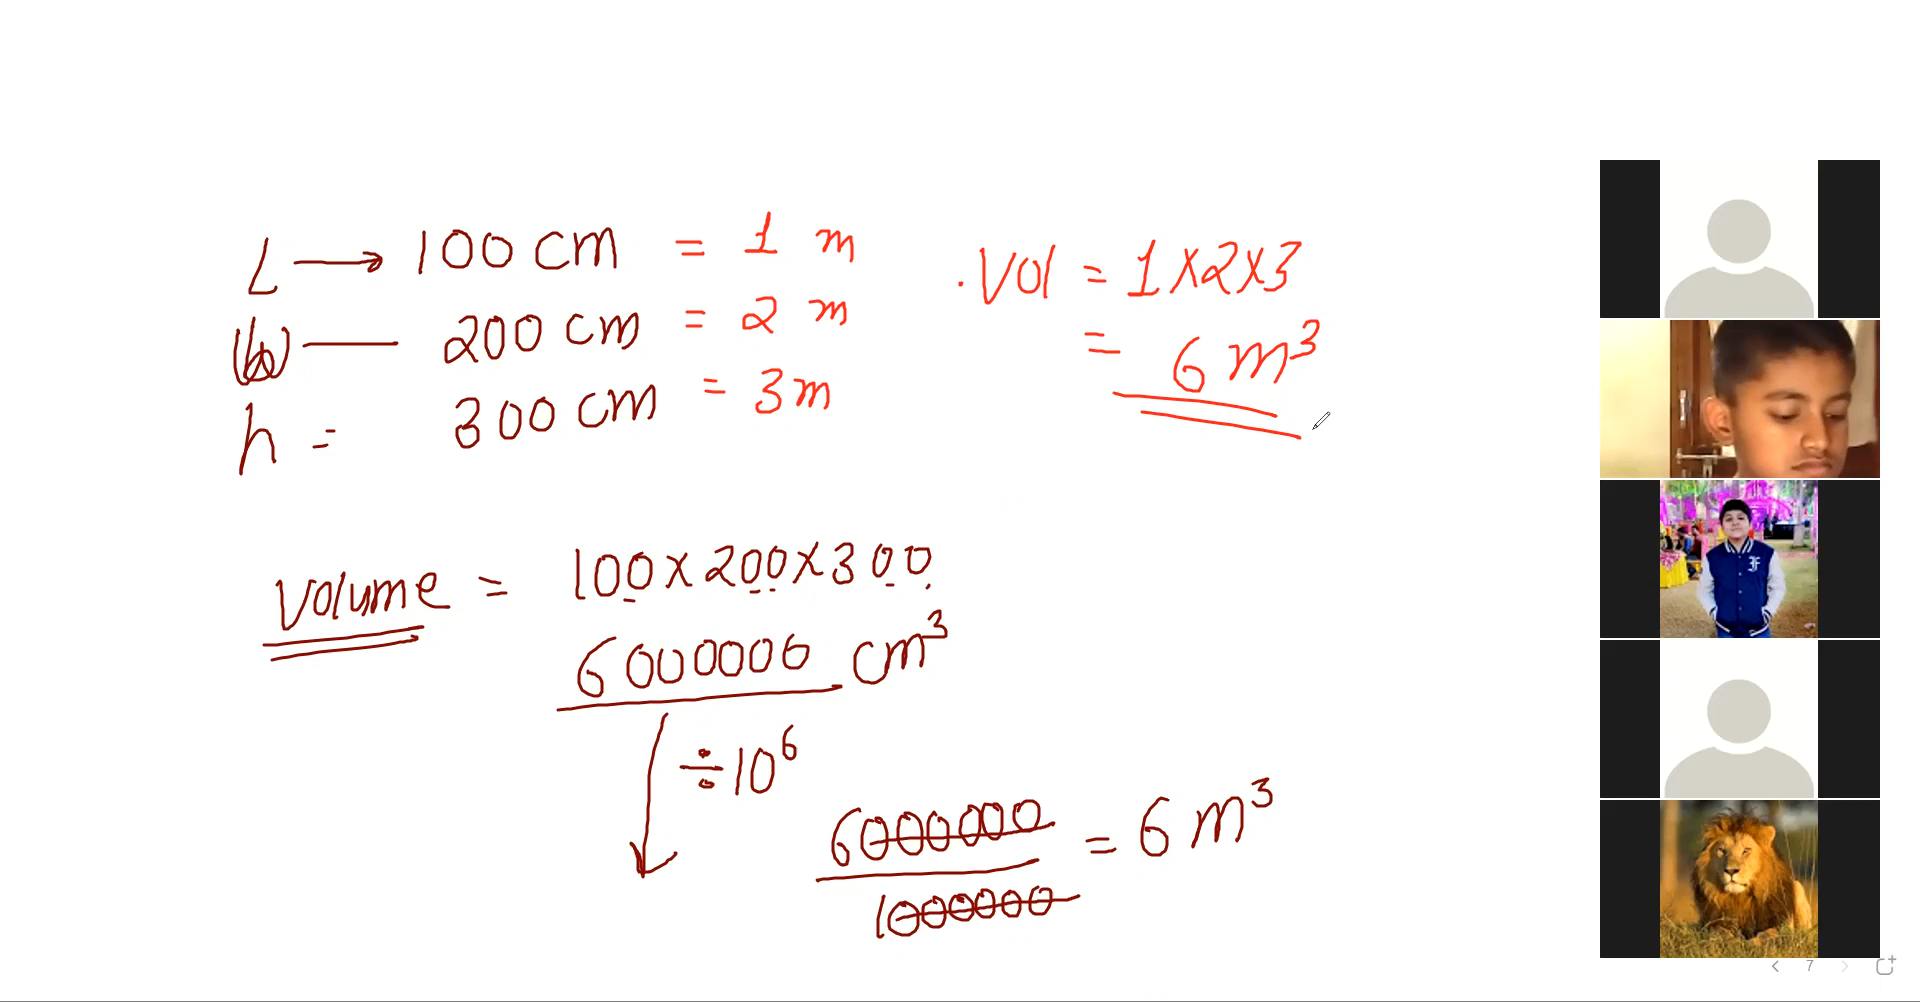 L → 100 cm = 1 m
(b) — 200 cm = 2 m
h = 300 cm = 3 m
. Vol = 1 x 2 x 3
= 6 m³
Volume = 100 x 200 x 300
6000000 cm³
÷ 10⁶
6000000 / 1000000 = 6 m³
F
7